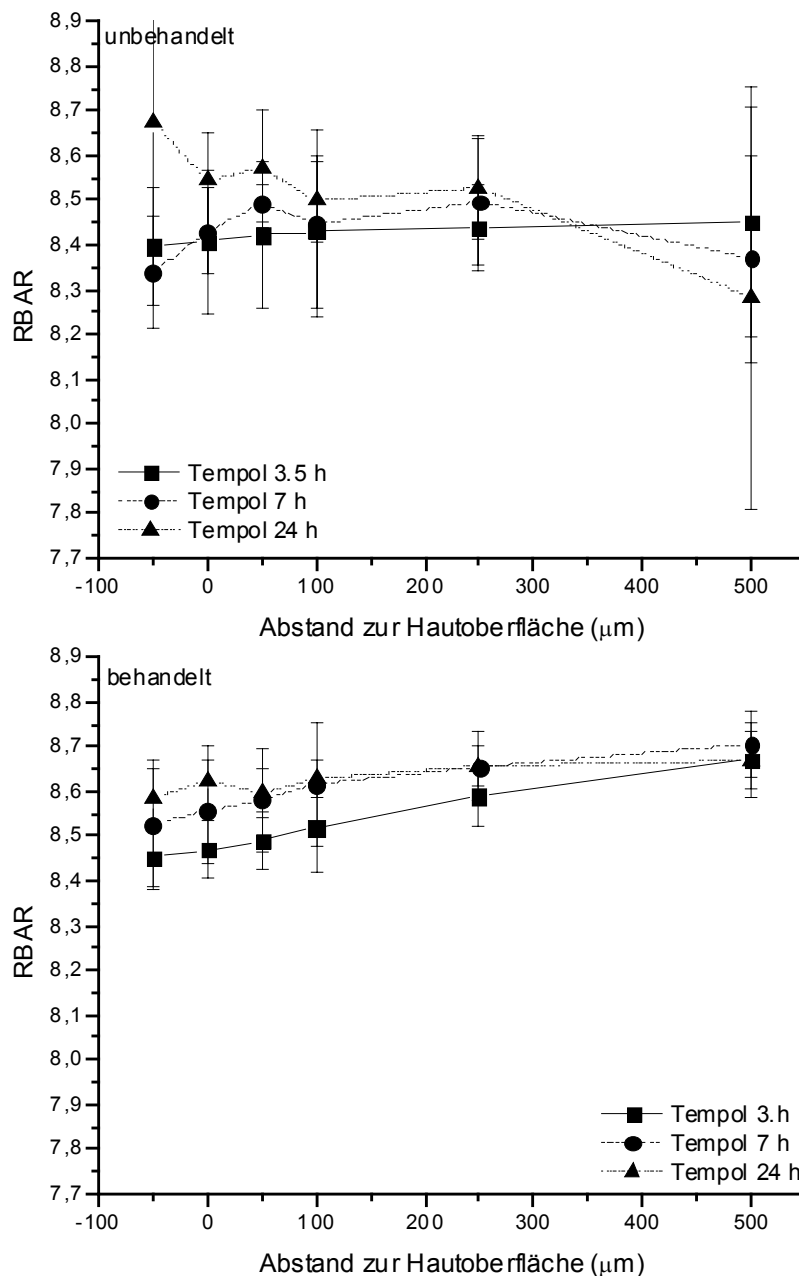 unbehandelt
8,9
8,8
8,7
8,6
8,5
8,4
8,3
8,2
8,1
8,0
7,9
7,8
7,7
RBAR
Tempol 3.5 h
Tempol 7 h
Tempol 24 h
-100 0 100 200 300 400 500
Abstand zur Hautoberfläche (μm)
behandelt
8,9
8,8
8,7
8,6
8,5
8,4
8,3
8,2
8,1
8,0
7,9
7,8
7,7
RBAR
Tempol 3.h
Tempol 7 h
Tempol 24 h
-100 0 100 200 300 400 500
Abstand zur Hautoberfläche (μm)